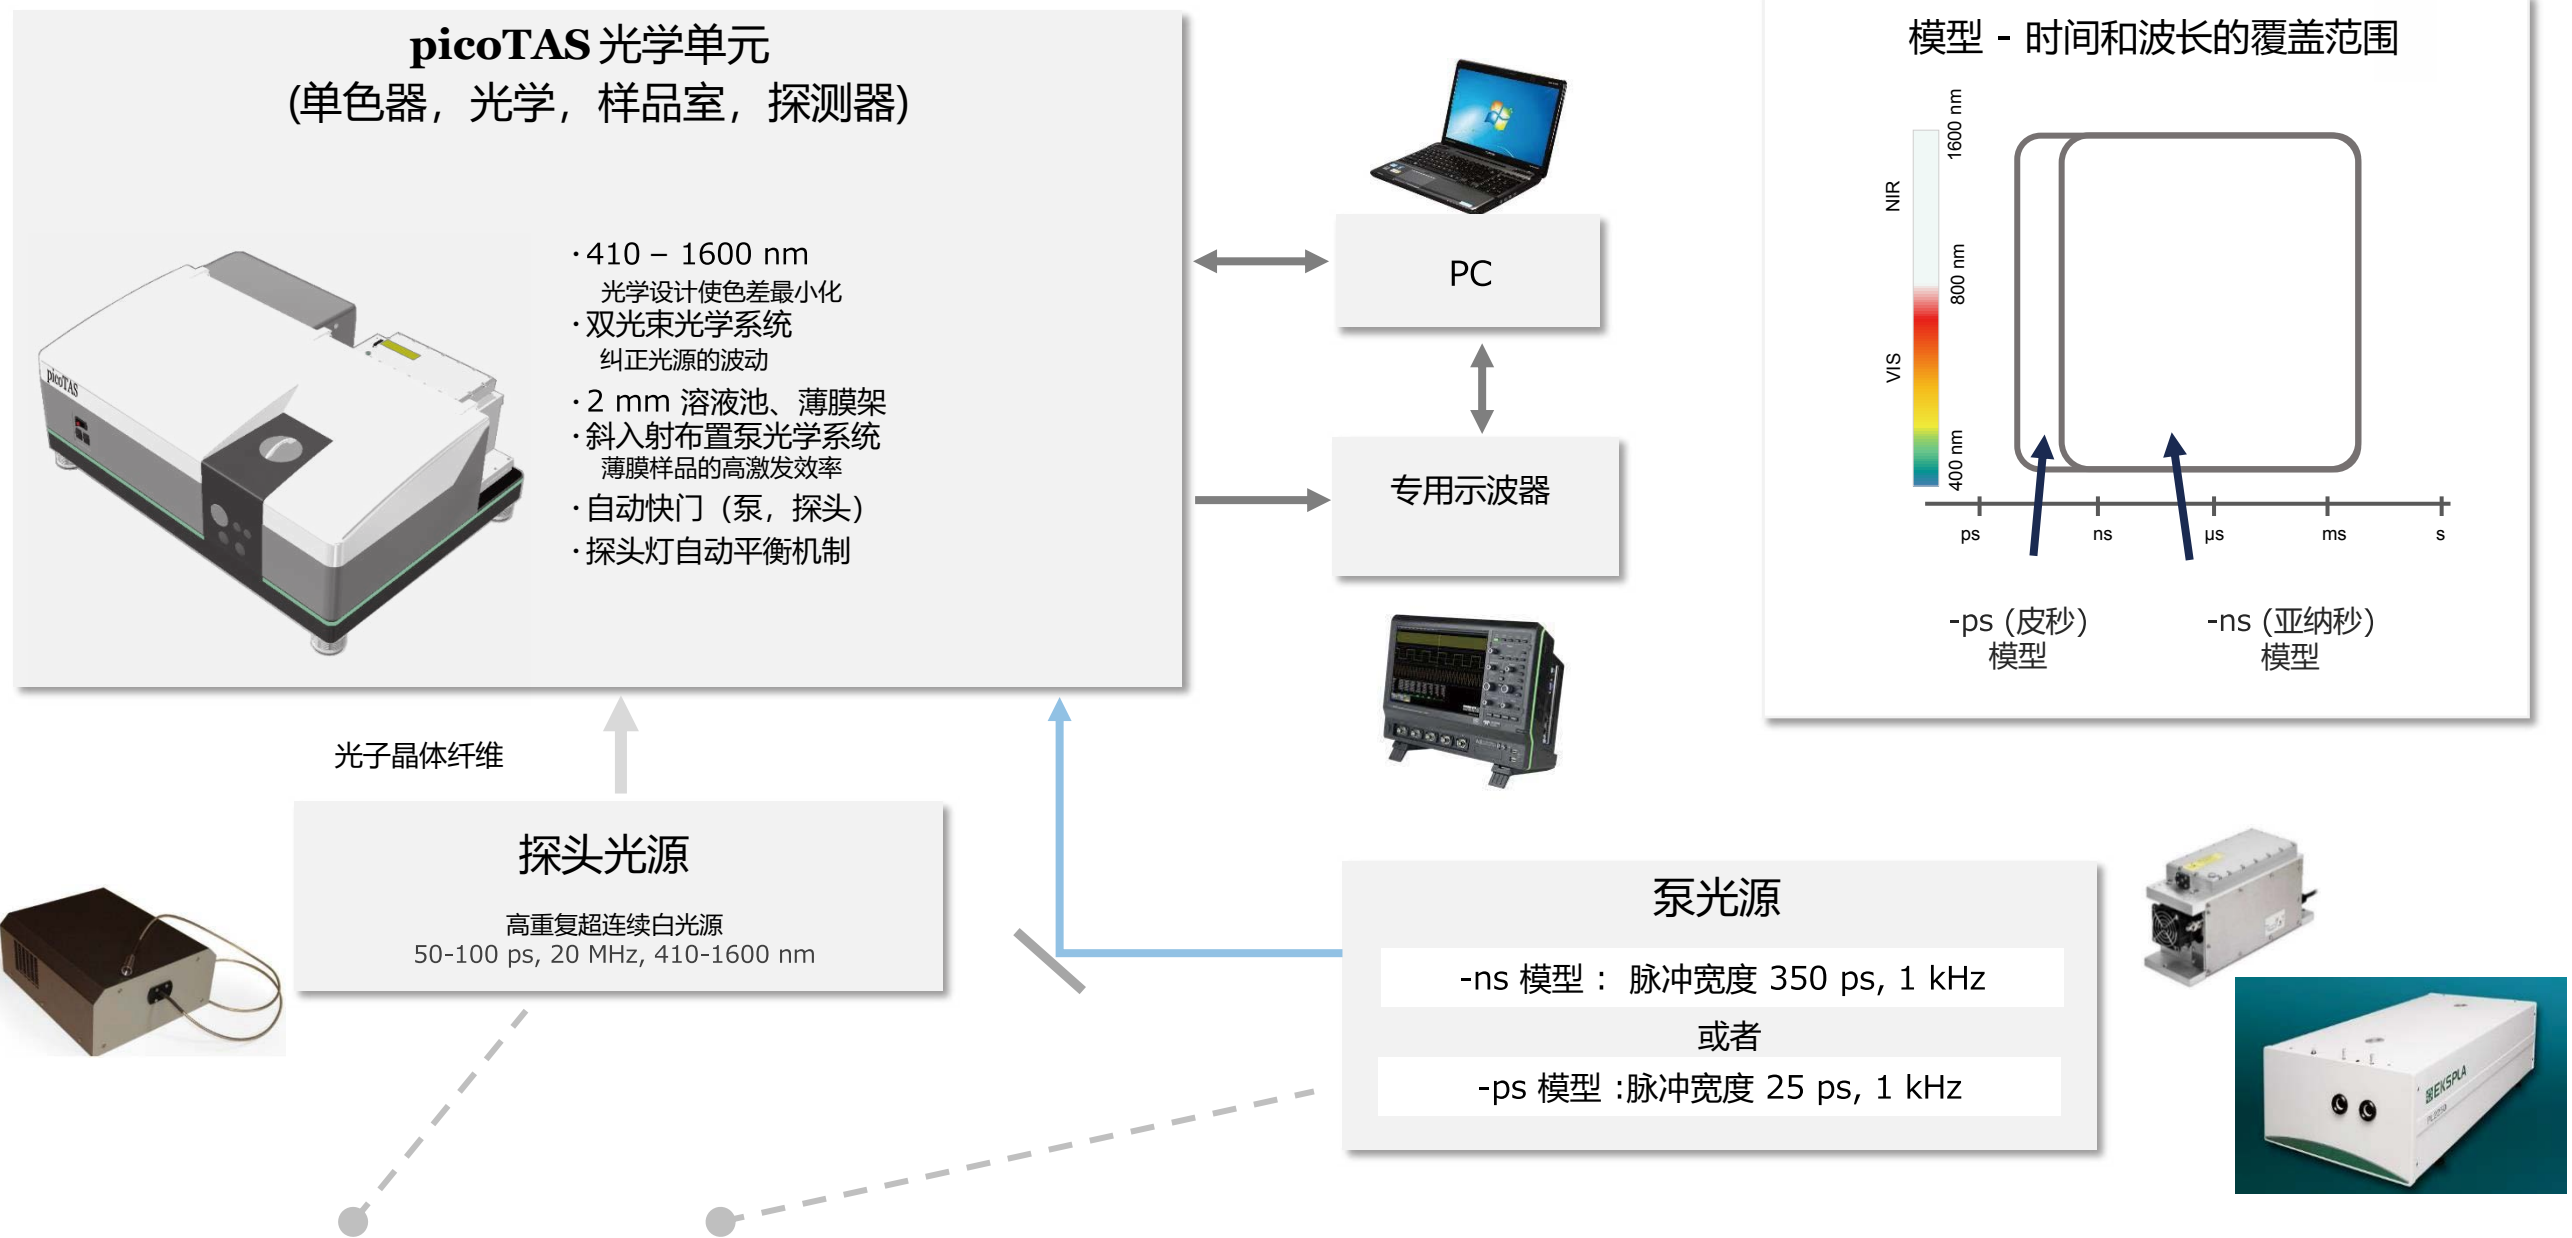 picoTAS 光学单元
(单色器，光学，样品室，探测器)
· 410 – 1600 nm
光学设计使色差最小化
· 双光束光学系统
纠正光源的波动
· 2 mm 溶液池、薄膜架
· 斜入射布置泵光学系统
薄膜样品的高激发效率
· 自动快门（泵，探头）
· 探头灯自动平衡机制
picoTAS
PC
专用示波器
模型 - 时间和波长的覆盖范围
1600 nm
NIR
800 nm
VIS
400 nm
ps
ns
µs
ms
s
-ps (皮秒)
模型
-ns (亚纳秒)
模型
光子晶体纤维
探头光源
高重复超连续白光源
50-100 ps, 20 MHz, 410-1600 nm
泵光源
-ns 模型： 脉冲宽度 350 ps, 1 kHz
或者
-ps 模型 :脉冲宽度 25 ps, 1 kHz
EKSPLA